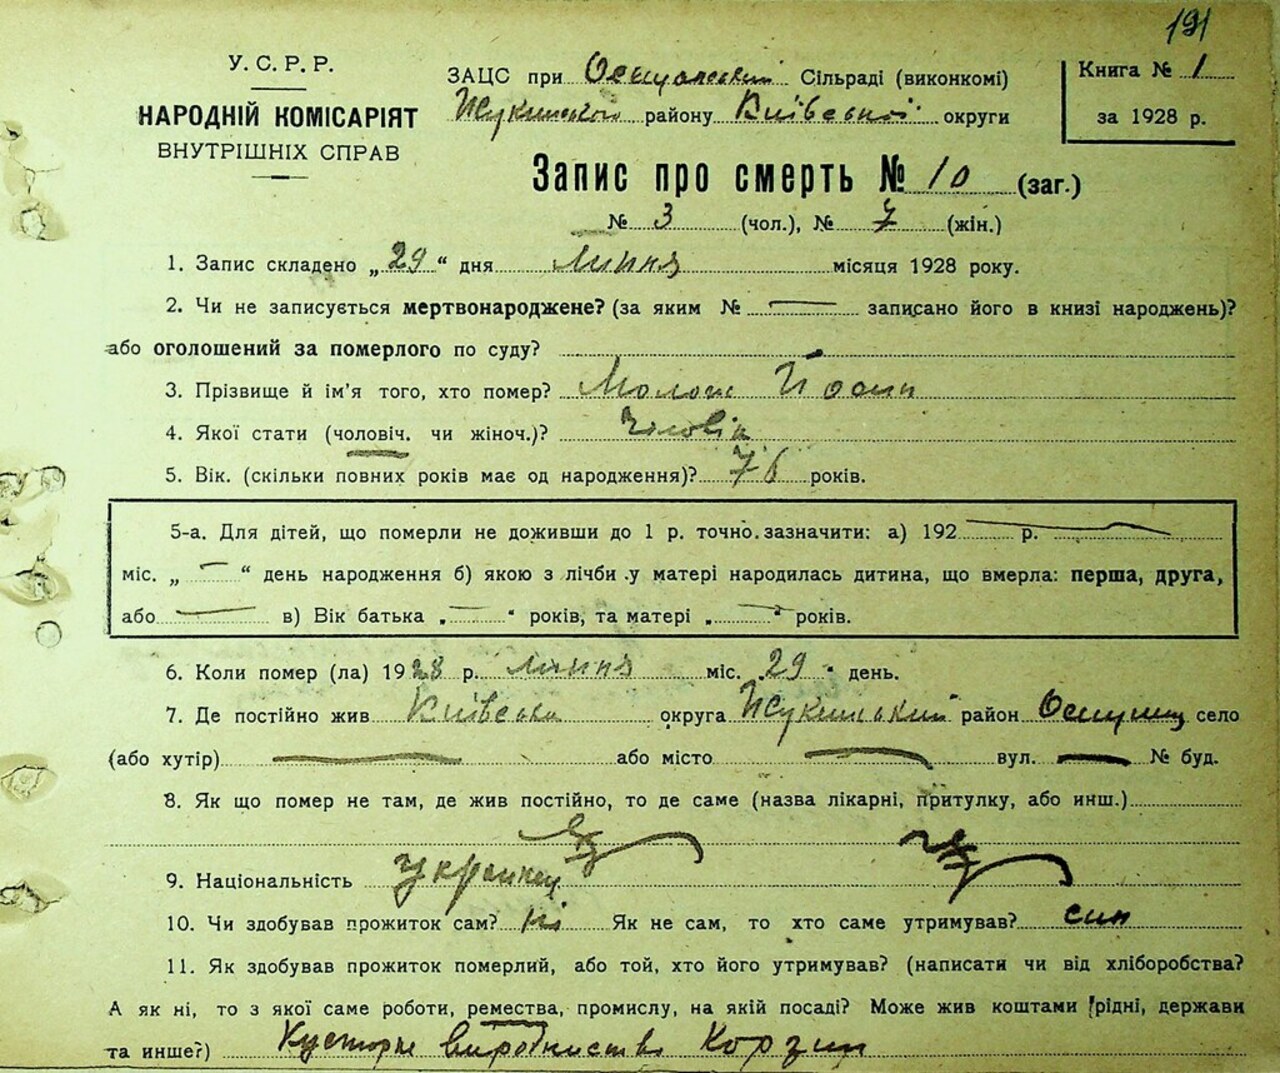 191
У. С. Р. Р.
НАРОДНІЙ КОМІСАРІЯТ
ВНУТРІШНІХ СПРАВ
ЗАЦС при Сільраді (виконкомі)
Жукинського району Київської округи
Книга № 1
за 1928 р.
Запис про смерть № 10 (заг.)
№ 3 (чол.), № 7 (жін.)
1. Запис складено „29“ дня липня місяця 1928 року.
2. Чи не записується мертвонароджене? (за яким № — записано його в книзі народжень)?
або оголошений за померлого по суду?
3. Прізвище й ім'я того, хто помер? Молош Йосип
4. Якої стати (чоловіч. чи жіноч.)? Чоловік
5. Вік. (скільки повних років має од народження)? 76 років.
5-а. Для дітей, що померли не доживши до 1 р. точно зазначити: а) 192 — р. —
міс. „ — “ день народження б) якою з лічби у матері народилась дитина, що вмерла: перша, друга,
або — в) Вік батька „ — “ років, та матері „ — “ років.
6. Коли помер (ла) 1928 р. липня міс. 29 день.
7. Де постійно жив Київська округа Жукинський район село
(або хутір) — або місто — вул. — № буд.
8. Як що помер не там, де жив постійно, то де саме (назва лікарні, притулку, або инш.)
9. Національність українец
10. Чи здобував прожиток сам? ні Як не сам, то хто саме утримував? син
11. Як здобував прожиток померлий, або той, хто його утримував? (написати чи від хліборобства?
А як ні, то з якої саме роботи, ремества, промислу, на якій посаді? Може жив коштами рідні, держави
та инше?) Кустарне виробництво Корзин